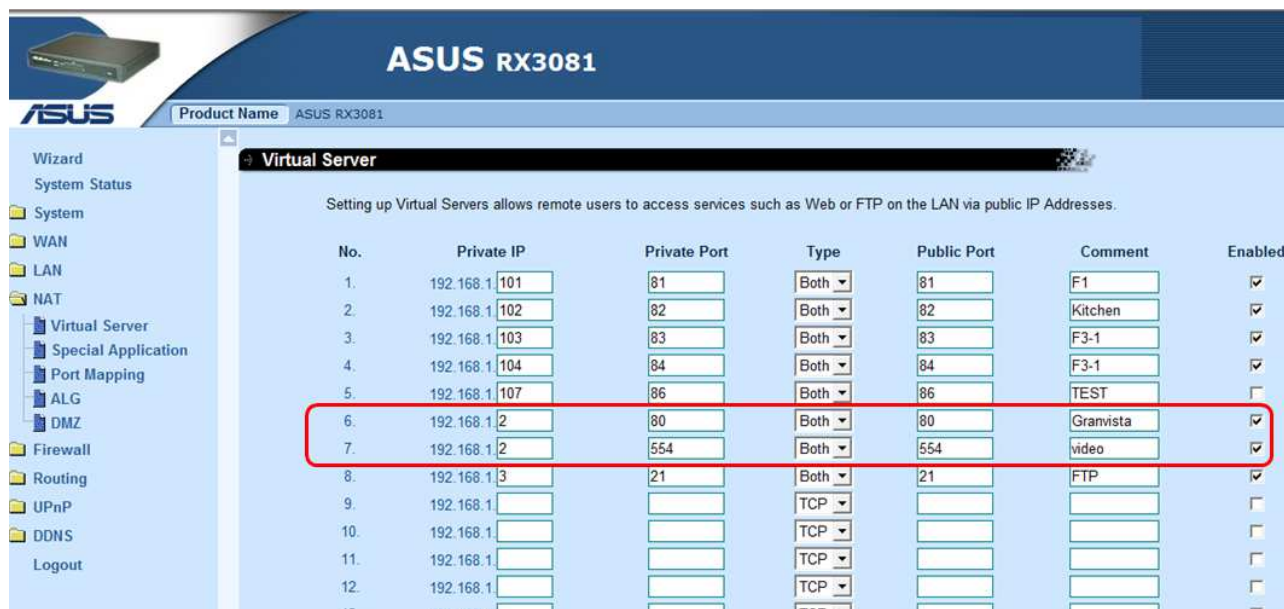 ASUS RX3081
ASUS
Product Name ASUS RX3081
Wizard
System Status
System
WAN
LAN
NAT
Virtual Server
Special Application
Port Mapping
ALG
DMZ
Firewall
Routing
UPnP
DDNS
Logout
Virtual Server
Setting up Virtual Servers allows remote users to access services such as Web or FTP on the LAN via public IP Addresses.
No. Private IP Private Port Type Public Port Comment Enabled
1. 192.168.1.101 81 Both 81 F1
2. 192.168.1.102 82 Both 82 Kitchen
3. 192.168.1.103 83 Both 83 F3-1
4. 192.168.1.104 84 Both 84 F3-1
5. 192.168.1.107 86 Both 86 TEST
6. 192.168.1.2 80 Both 80 Granvista
7. 192.168.1.2 554 Both 554 video
8. 192.168.1.3 21 Both 21 FTP
9. 192.168.1. TCP
10. 192.168.1. TCP
11. 192.168.1. TCP
12. 192.168.1. TCP